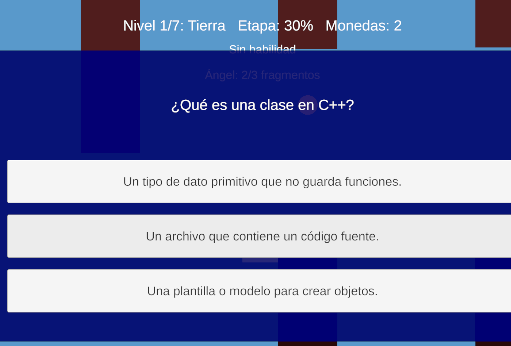 Nivel 1/7: Tierra   Etapa: 30%   Monedas: 2
Sin habilidad
Ángel: 2/3 fragmentos
¿Qué es una clase en C++?
Un tipo de dato primitivo que no guarda funciones.
Un archivo que contiene un código fuente.
Una plantilla o modelo para crear objetos.